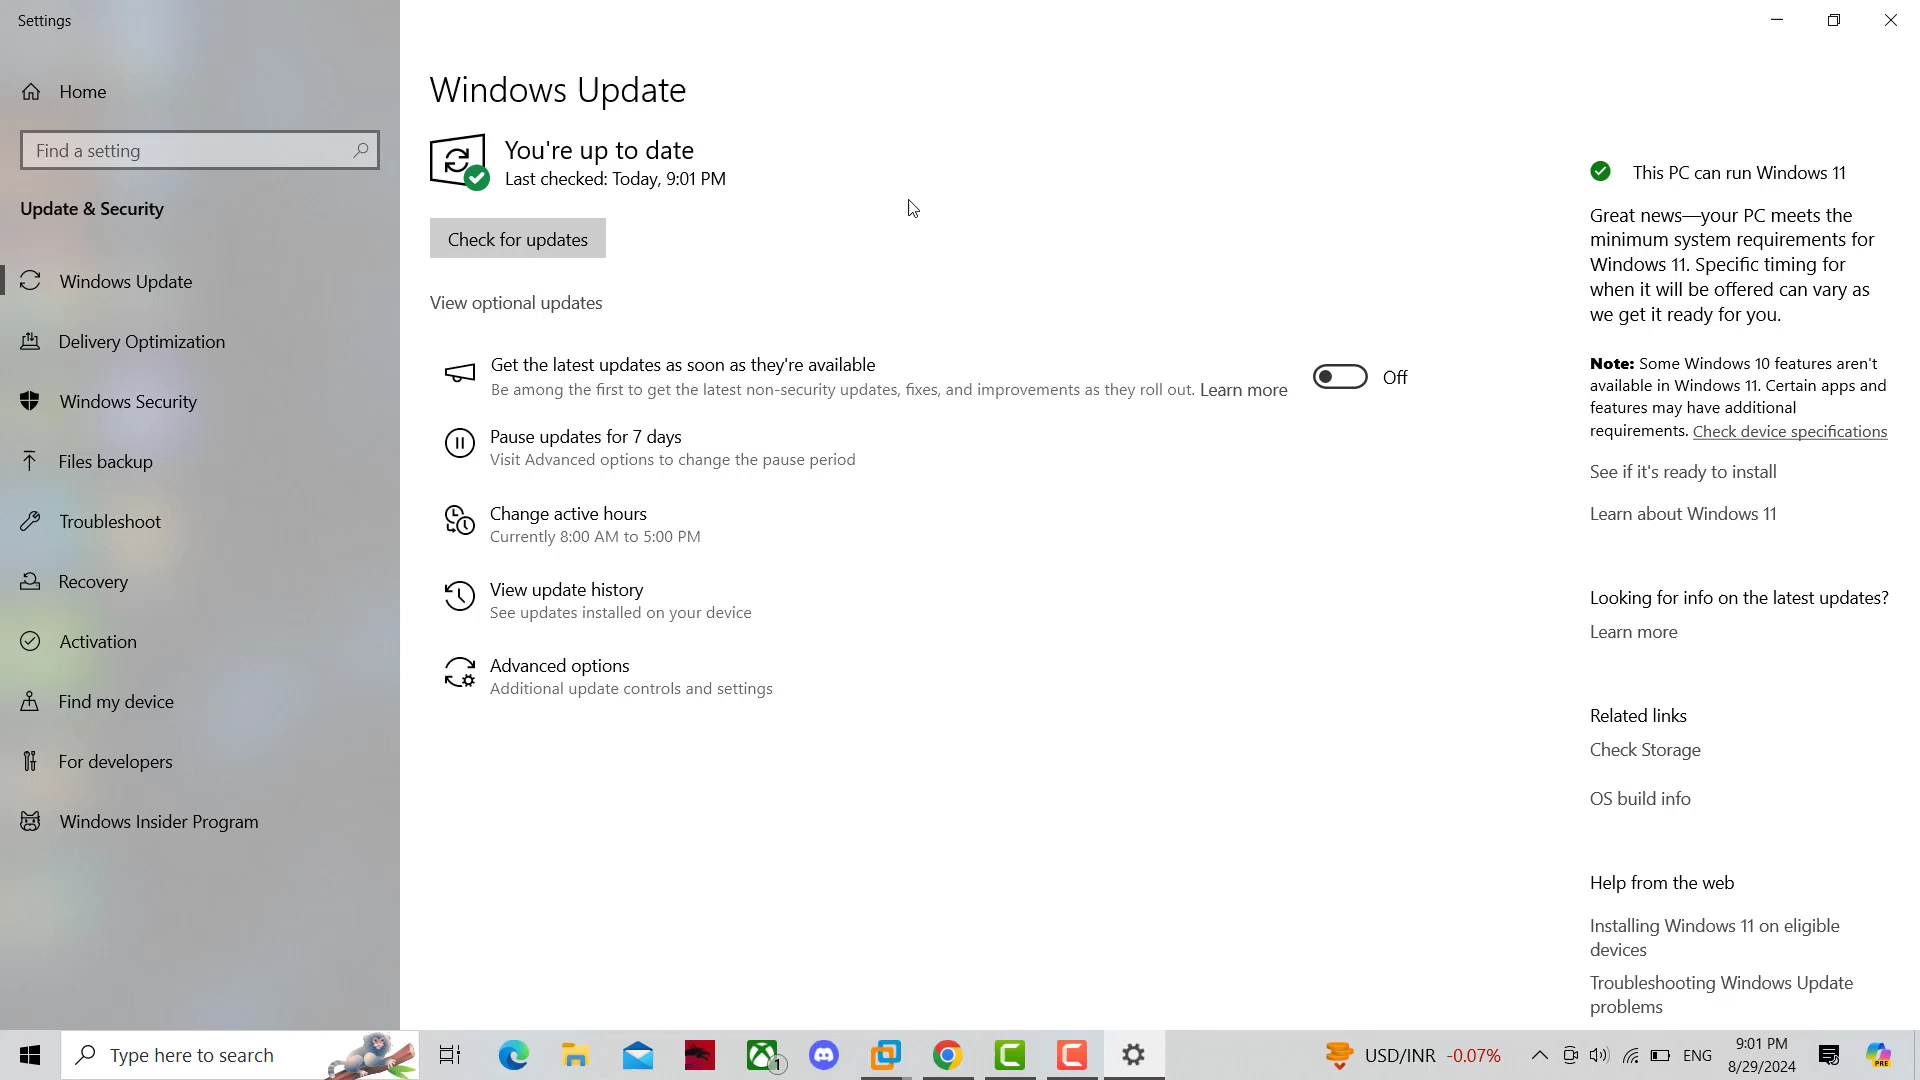 Settings
Home
Find a setting
Update & Security
Windows Update
Delivery Optimization
Windows Security
Files backup
Troubleshoot
Recovery
Activation
Find my device
For developers
Windows Insider Program
Windows Update
You're up to date
Last checked: Today, 9:01 PM
Check for updates
View optional updates
Get the latest updates as soon as they're available
Be among the first to get the latest non-security updates, fixes, and improvements as they roll out. Learn more
Off
Pause updates for 7 days
Visit Advanced options to change the pause period
Change active hours
Currently 8:00 AM to 5:00 PM
View update history
See updates installed on your device
Advanced options
Additional update controls and settings
This PC can run Windows 11
Great news—your PC meets the
minimum system requirements for
Windows 11. Specific timing for
when it will be offered can vary as
we get it ready for you.
Note: Some Windows 10 features aren't
available in Windows 11. Certain apps and
features may have additional
requirements. Check device specifications
See if it's ready to install
Learn about Windows 11
Looking for info on the latest updates?
Learn more
Related links
Check Storage
OS build info
Help from the web
Installing Windows 11 on eligible
devices
Troubleshooting Windows Update
problems
Type here to search
1
USD/INR -0.07%
ENG
9:01 PM
8/29/2024
PRE